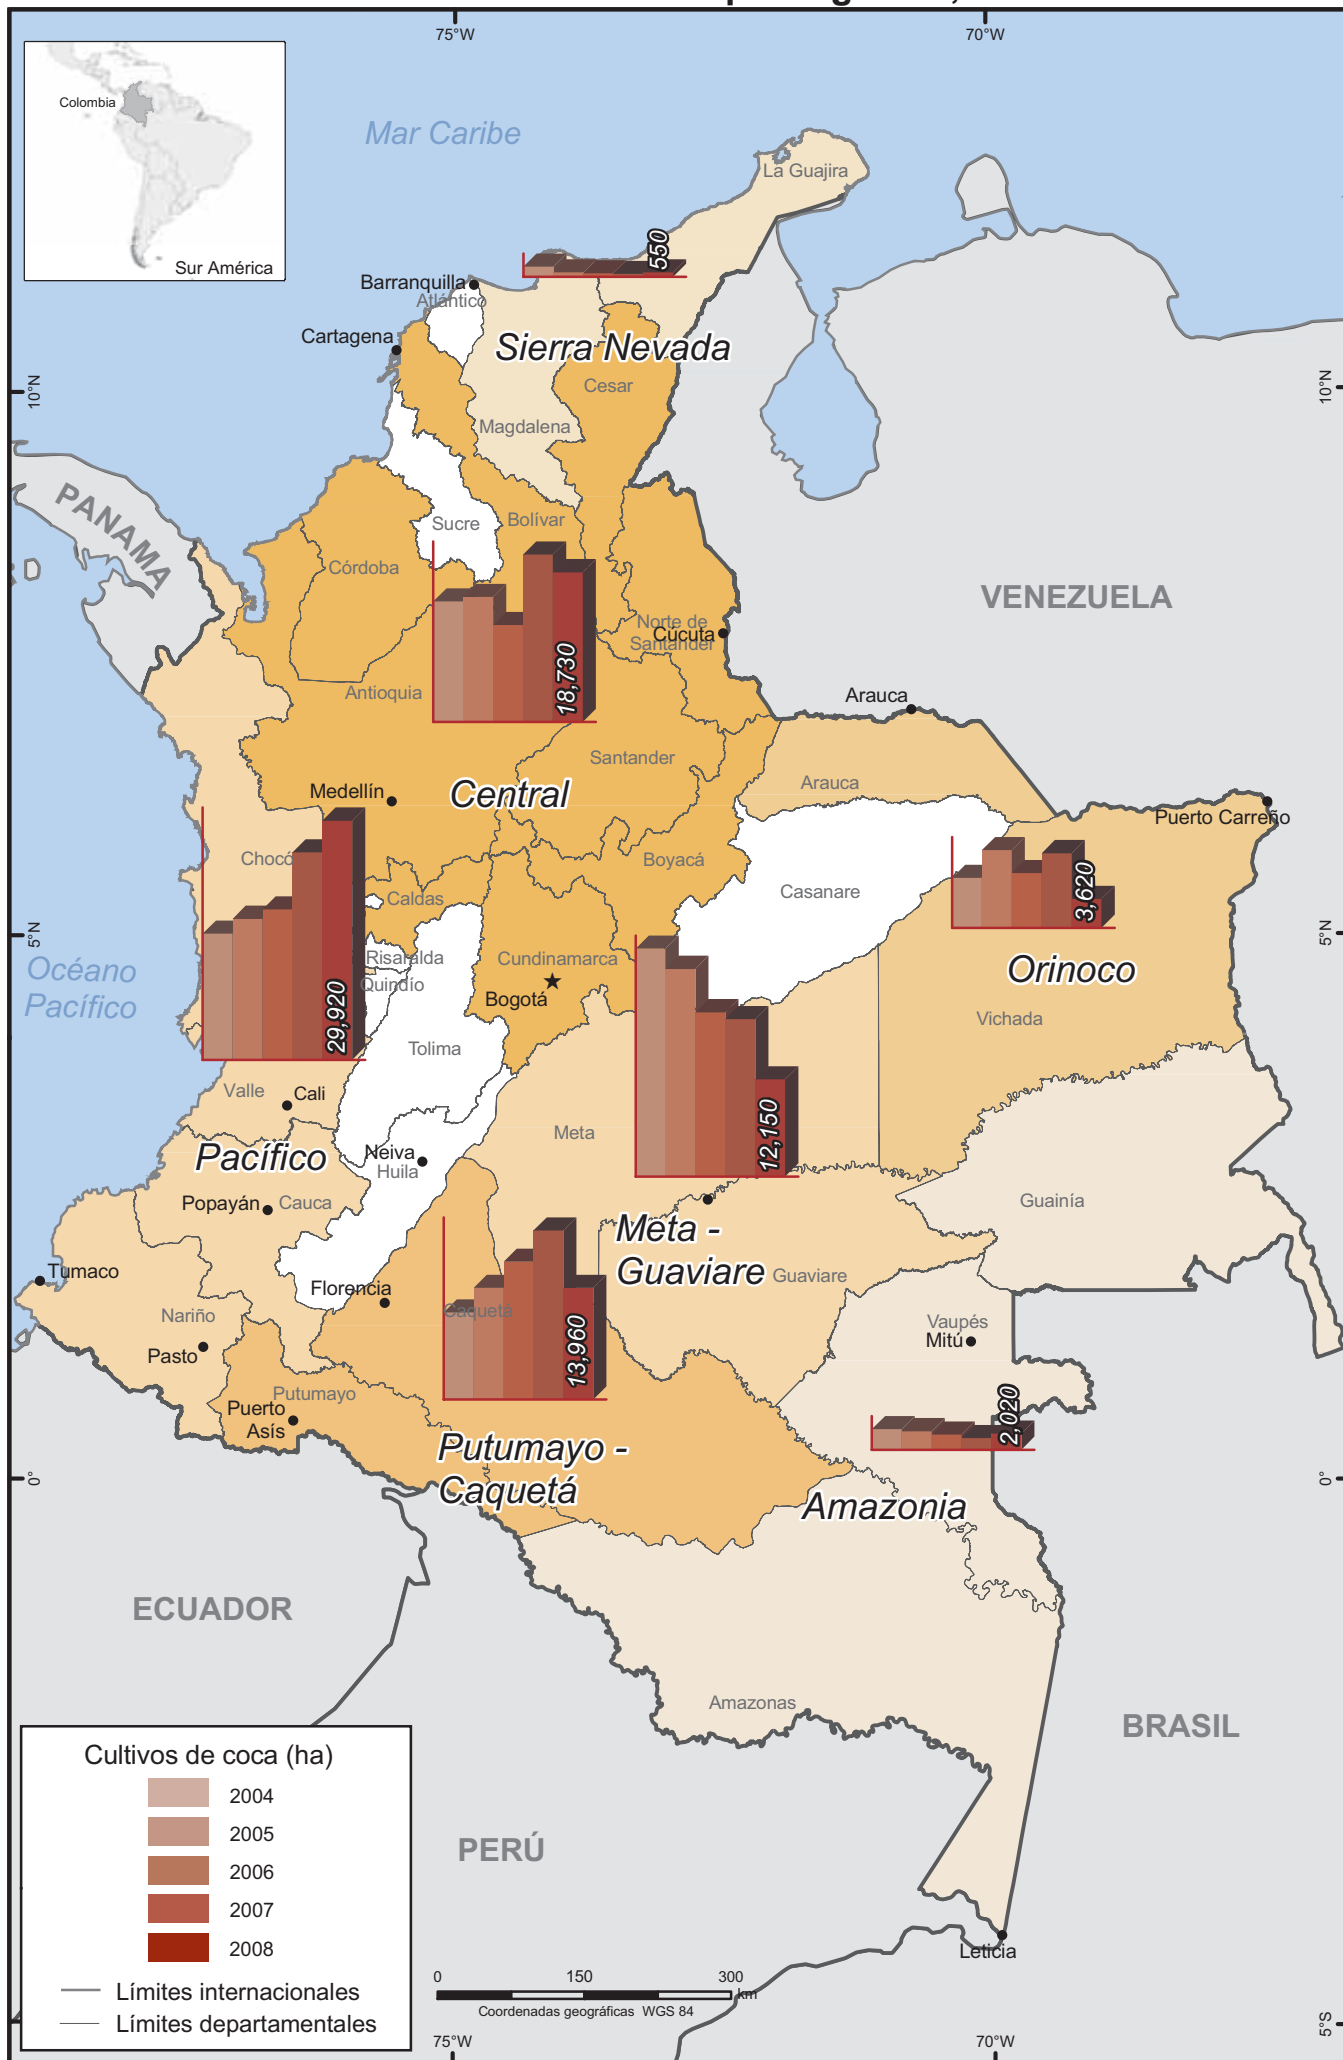 75°W
70°W
Colombia
Sur América
Mar Caribe
La Guajira
550
Barranquilla
Atlántico
Cartagena
Sierra Nevada
10°N
10°N
Cesar
Magdalena
PANAMA
Sucre
Bolívar
Córdoba
VENEZUELA
Norte de
Santander
Cúcuta
18,730
Antioquia
Arauca
Santander
Arauca
Medellín
Central
Puerto Carreño
Chocó
Boyacá
Casanare
Caldas
3,620
5°N
5°N
Risaralda
Cundinamarca
Océano
Pacífico
Orinoco
Quindío
Bogotá
29,920
Vichada
Tolima
Valle
Cali
Meta
12,150
Pacífico
Neiva
Huila
Popayán
Cauca
Guainía
Meta -
Guaviare
Tumaco
Guaviare
Florencia
Caquetá
Nariño
13,960
Vaupés
Mitú
Pasto
Putumayo
Puerto
Asís
2,020
Putumayo -
Caquetá
0°
0°
Amazonia
ECUADOR
Amazonas
BRASIL
Cultivos de coca (ha)
2004
2005
2006
2007
2008
Límites internacionales
Límites departamentales
PERÚ
Leticia
0 150 300
km
Coordenadas geográficas WGS 84
5°S
75°W
70°W